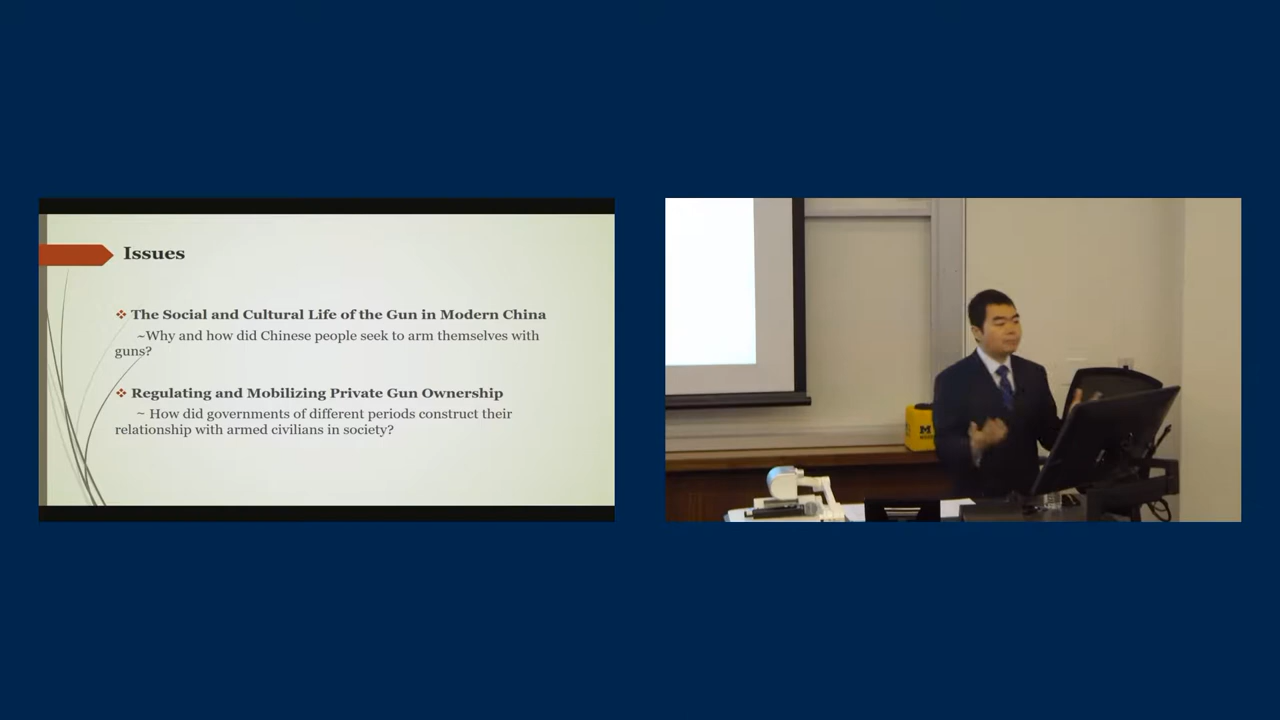 Issues
❖ The Social and Cultural Life of the Gun in Modern China
~Why and how did Chinese people seek to arm themselves with
guns?
❖ Regulating and Mobilizing Private Gun Ownership
~ How did governments of different periods construct their
relationship with armed civilians in society?
M